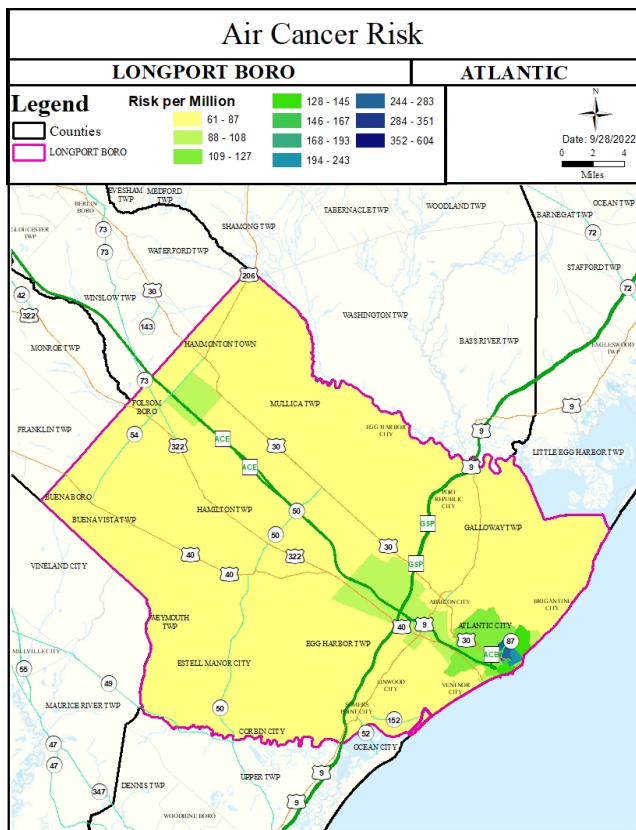 Air Cancer Risk
LONGPORT BORO
ATLANTIC
Legend
Counties
LONGPORT BORO
Risk per Million
61 - 87
88 - 108
109 - 127
128 - 145
146 - 167
168 - 193
194 - 243
244 - 283
284 - 351
352 - 604
N
Date: 9/28/2022
0 2 4
Miles
EVESHAM TWP
MEDFORD TWP
BERLIN BORO
GLOUCESTER TWP
TABERNACLE TWP
WOODLAND TWP
OCEAN TWP
BARNEGAT TWP
SHAMONG TWP
73
72
WATERFORD TWP
73
STAFFORD TWP
206
72
30
42
WINSLOW TWP
322
143
WASHINGTON TWP
BASS RIVER TWP
EAGLESWOOD TWP
MONROE TWP
HAMMONTON TOWN
73
FOLSOM BORO
MULLICA TWP
9
FRANKLIN TWP
54
322
ACE
30
EGG HARBOR CITY
9
LITTLE EGG HARBOR TWP
ACE
9
BUENA BORO
PORT REPUBLIC CITY
BUENA VISTA TWP
HAMILTON TWP
50
GSP
GALLOWAY TWP
50
30
40
322
GSP
VINELAND CITY
40
ABSECON CITY
BRIGANTINE CITY
WEYMOUTH TWP
40
9
ATLANTIC CITY
30
87
EGG HARBOR TWP
ACE
MILLVILLE CITY
ESTELL MANOR CITY
55
LINWOOD CITY
VENTNOR CITY
49
MAURICE RIVER TWP
50
SOMERS POINT CITY
152
CORBIN CITY
52
47
OCEAN CITY
47
UPPER TWP
9
DENNIS TWP
347
9
WOODBINE BORO